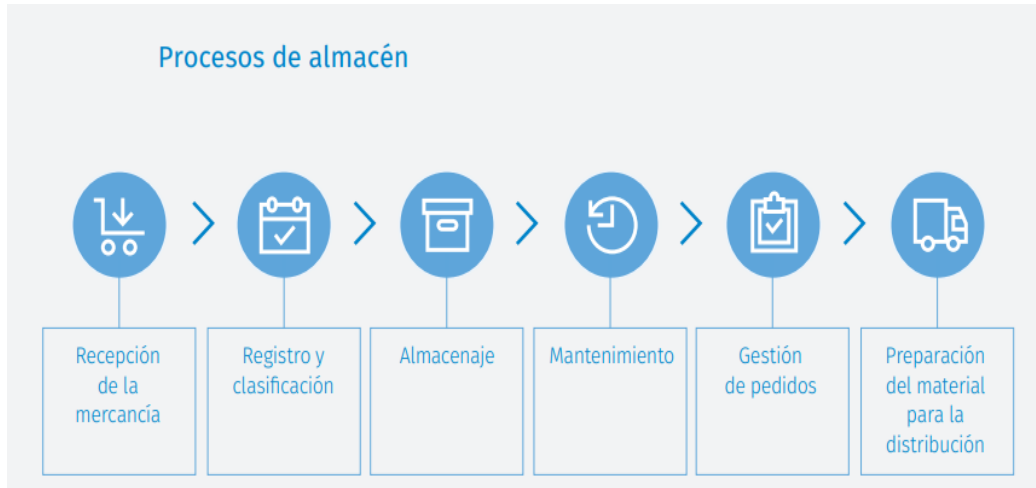 Procesos de almacén
Recepción
de la
mercancía
Registro y
clasificación
Almacenaje
Mantenimiento
Gestión
de pedidos
Preparación
del material
para la
distribución